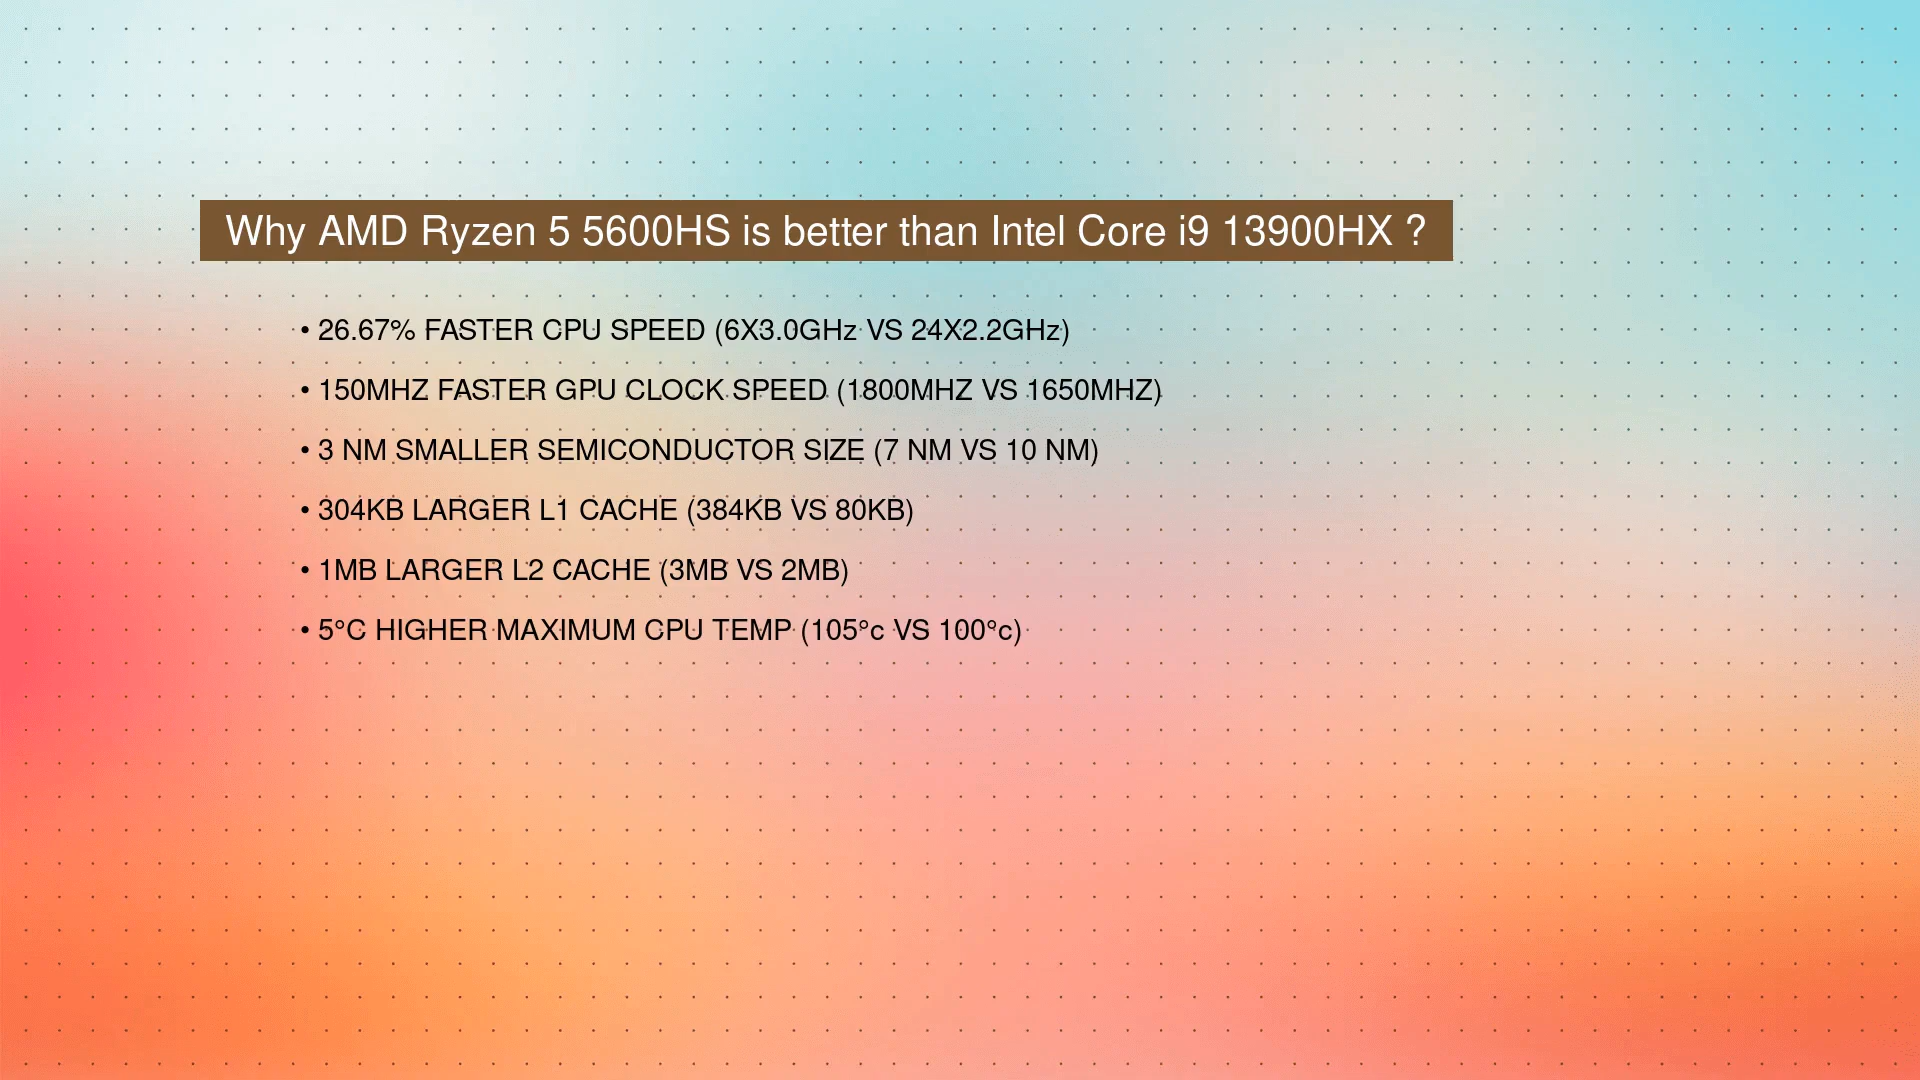 Why AMD Ryzen 5 5600HS is better than Intel Core i9 13900HX ?
• 26.67% FASTER CPU SPEED (6X3.0GHz VS 24X2.2GHz)
• 150MHZ FASTER GPU CLOCK SPEED (1800MHZ VS 1650MHZ)
• 3 NM SMALLER SEMICONDUCTOR SIZE (7 NM VS 10 NM)
• 304KB LARGER L1 CACHE (384KB VS 80KB)
• 1MB LARGER L2 CACHE (3MB VS 2MB)
• 5°C HIGHER MAXIMUM CPU TEMP (105°c VS 100°c)